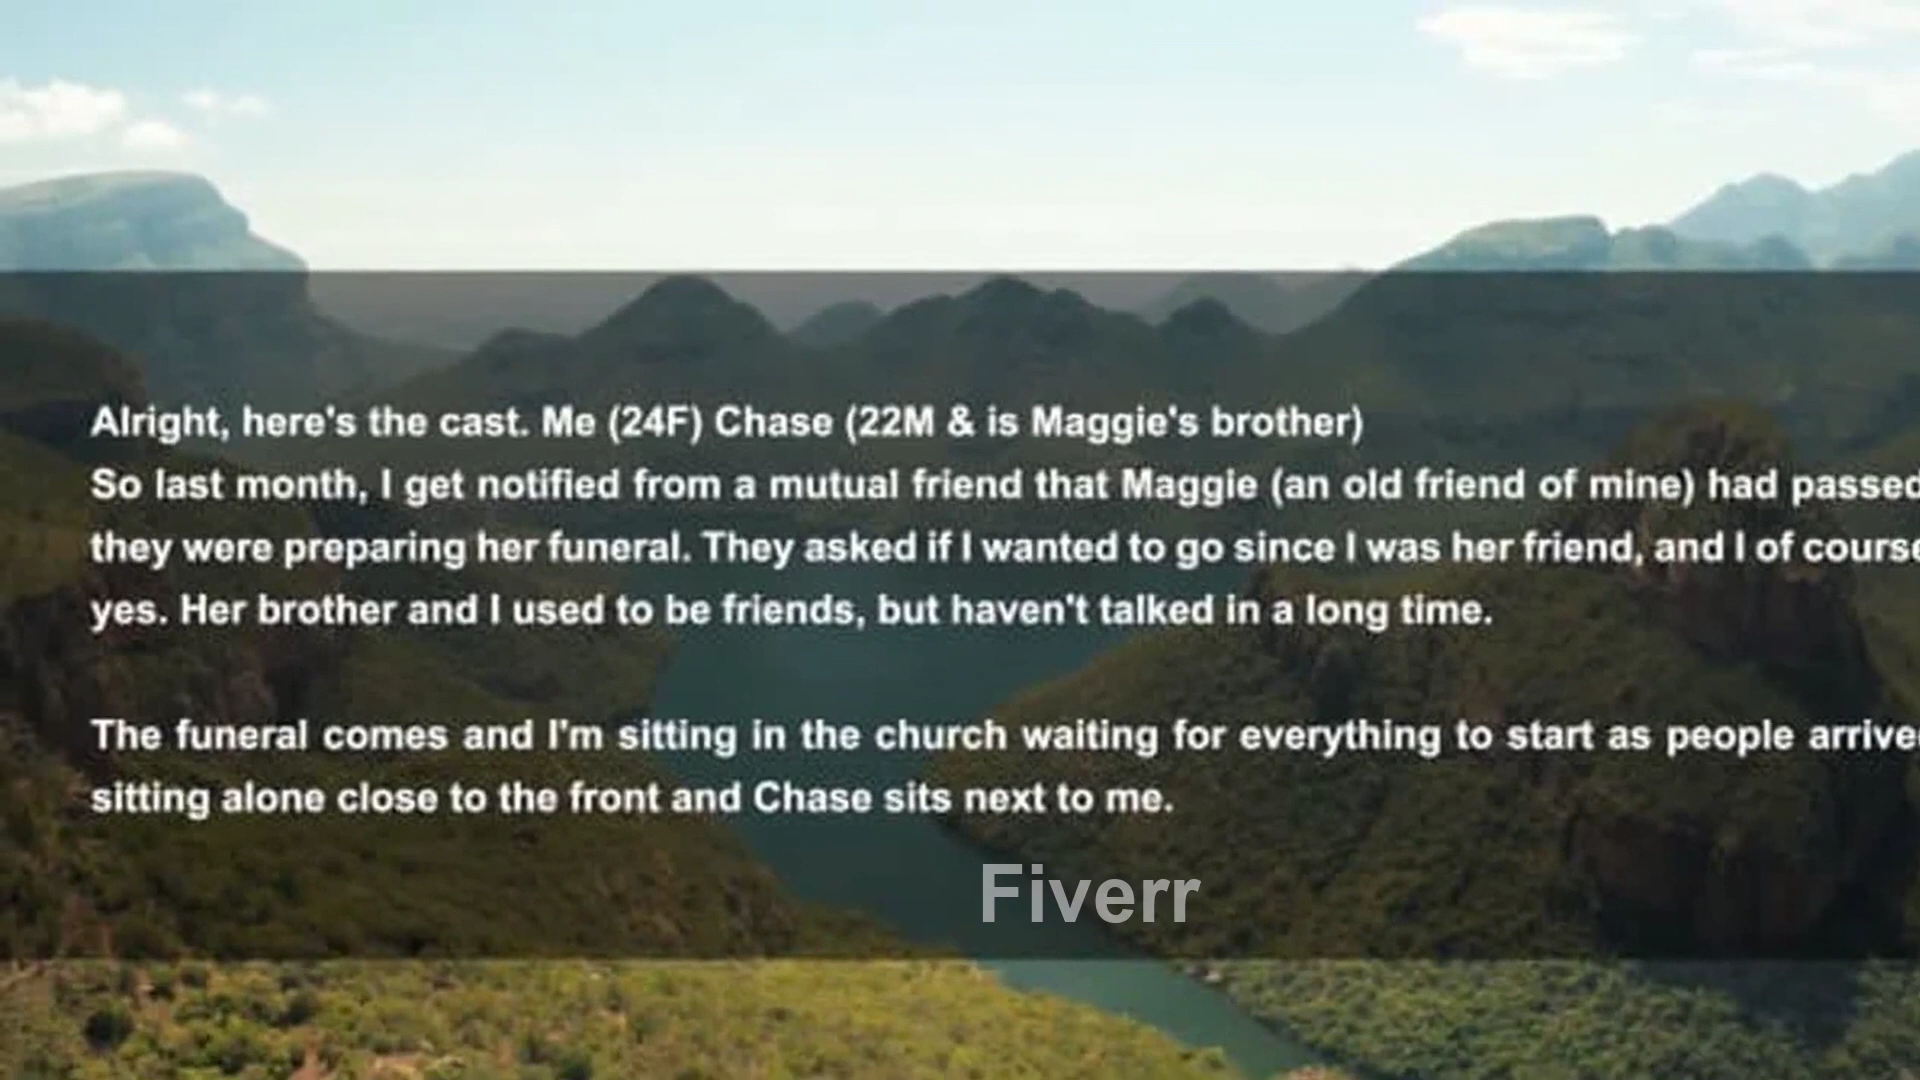 Alright, here's the cast. Me (24F) Chase (22M & is Maggie's brother)
So last month, I get notified from a mutual friend that Maggie (an old friend of mine) had passed
they were preparing her funeral. They asked if I wanted to go since I was her friend, and I of course
yes. Her brother and I used to be friends, but haven't talked in a long time.
The funeral comes and I'm sitting in the church waiting for everything to start as people arrive
sitting alone close to the front and Chase sits next to me.
Fiverr